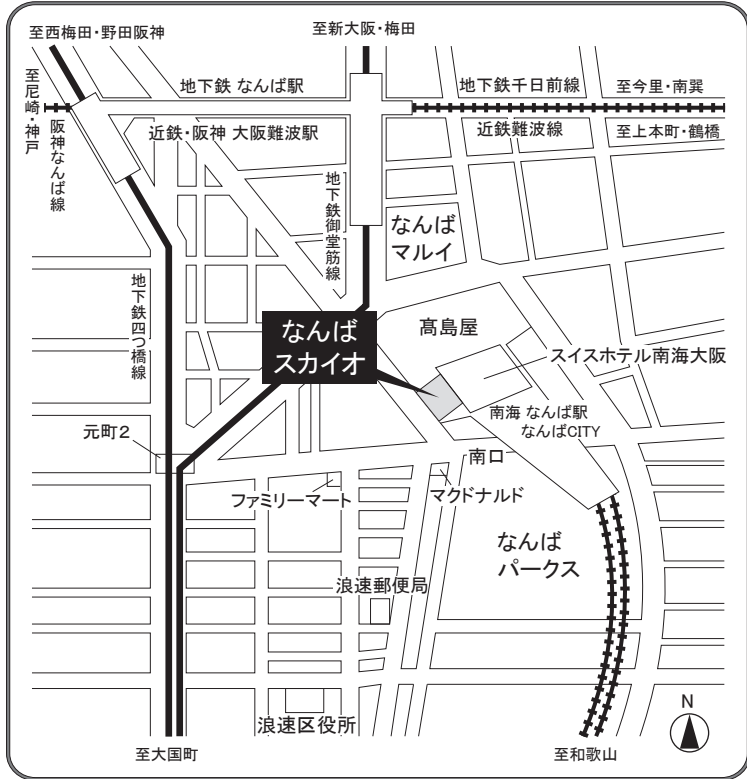 至西梅田・野田阪神
至新大阪・梅田
至尼崎・神戸
阪神なんば線
地下鉄 なんば駅
地下鉄千日前線
至今里・南巽
近鉄・阪神 大阪難波駅
近鉄難波線
至上本町・鶴橋
地下鉄御堂筋線
なんば
マルイ
地下鉄四つ橋線
なんば
スカイオ
髙島屋
スイスホテル南海大阪
南海 なんば駅
なんばCITY
元町2
南口
ファミリーマート
マクドナルド
なんば
パークス
浪速郵便局
浪速区役所
N
至大国町
至和歌山